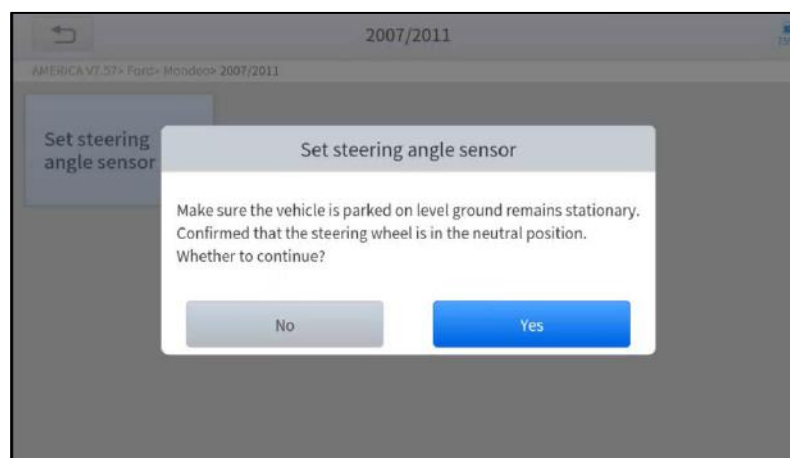 2007/2011
AMERICA V7.57> Ford> Mondeo> 2007/2011
Set steering
angle sensor
Set steering angle sensor
Make sure the vehicle is parked on level ground remains stationary.
Confirmed that the steering wheel is in the neutral position.
Whether to continue?
No
Yes